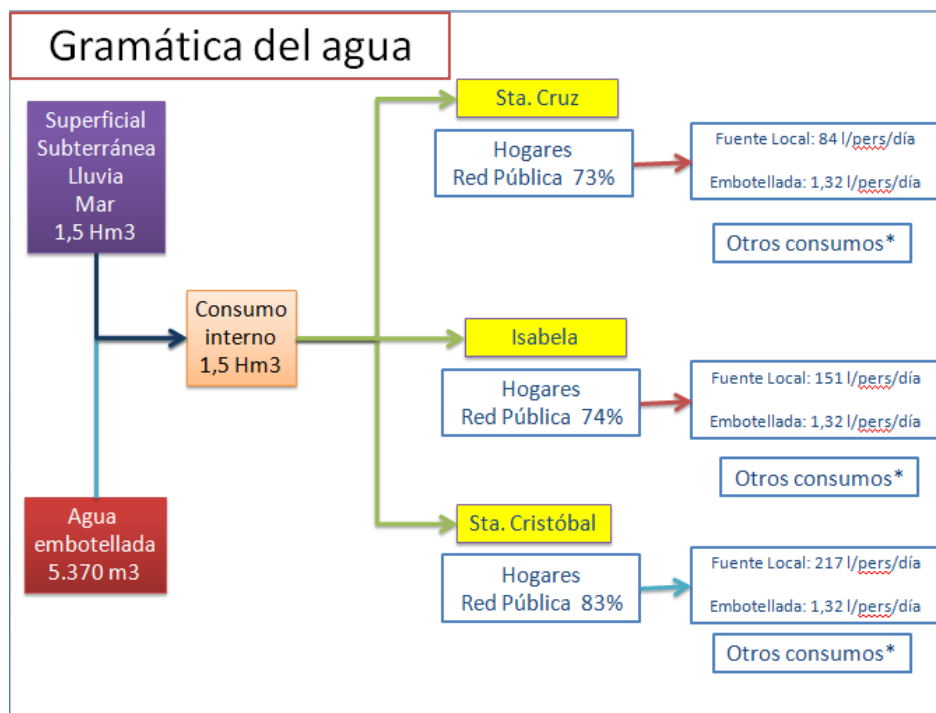 Gramática del agua
Superficial
Subterránea
Lluvia
Mar
1,5 Hm3
Agua
embotellada
5.370 m3
Consumo
interno
1,5 Hm3
Sta. Cruz
Hogares
Red Pública 73%
Fuente Local: 84 l/pers/día
Embotellada: 1,32 l/pers/día
Otros consumos*
Isabela
Hogares
Red Pública 74%
Fuente Local: 151 l/pers/día
Embotellada: 1,32 l/pers/día
Otros consumos*
Sta. Cristóbal
Hogares
Red Pública 83%
Fuente Local: 217 l/pers/día
Embotellada: 1,32 l/pers/día
Otros consumos*